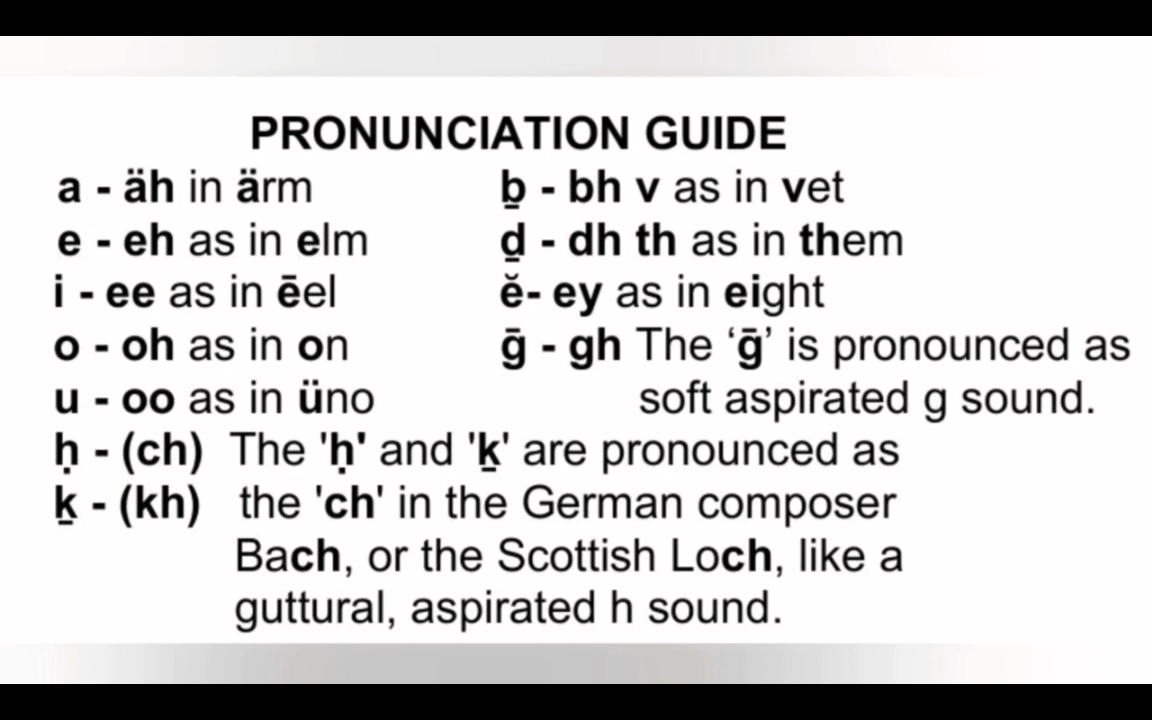 PRONUNCIATION GUIDE
a - äh in ärm
e - eh as in elm
i - ee as in ēel
o - oh as in on
u - oo as in üno
ḇ - bh v as in vet
ḏ - dh th as in them
ĕ- ey as in eight
ḡ - gh The ‘ḡ’ is pronounced as
soft aspirated g sound.
ḥ - (ch) The 'ḥ' and 'ḵ' are pronounced as
ḵ - (kh) the 'ch' in the German composer
Bach, or the Scottish Loch, like a
guttural, aspirated h sound.